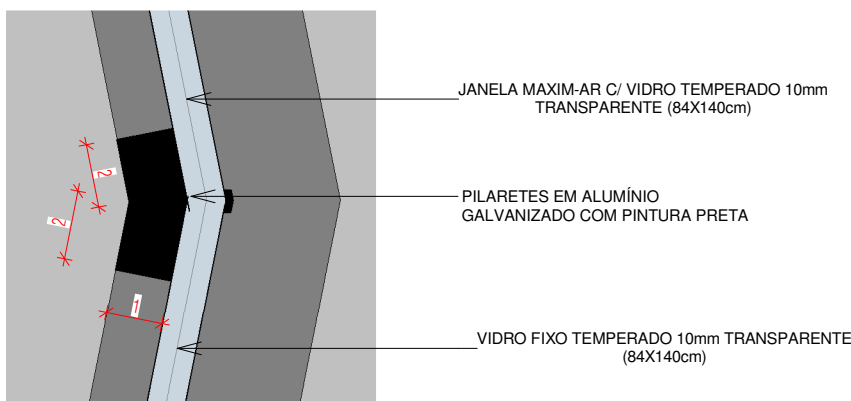 JANELA MAXIM-AR C/ VIDRO TEMPERADO 10mm
TRANSPARENTE (84X140cm)
2
2
PILARETES EM ALUMÍNIO
GALVANIZADO COM PINTURA PRETA
1
VIDRO FIXO TEMPERADO 10mm TRANSPARENTE
(84X140cm)